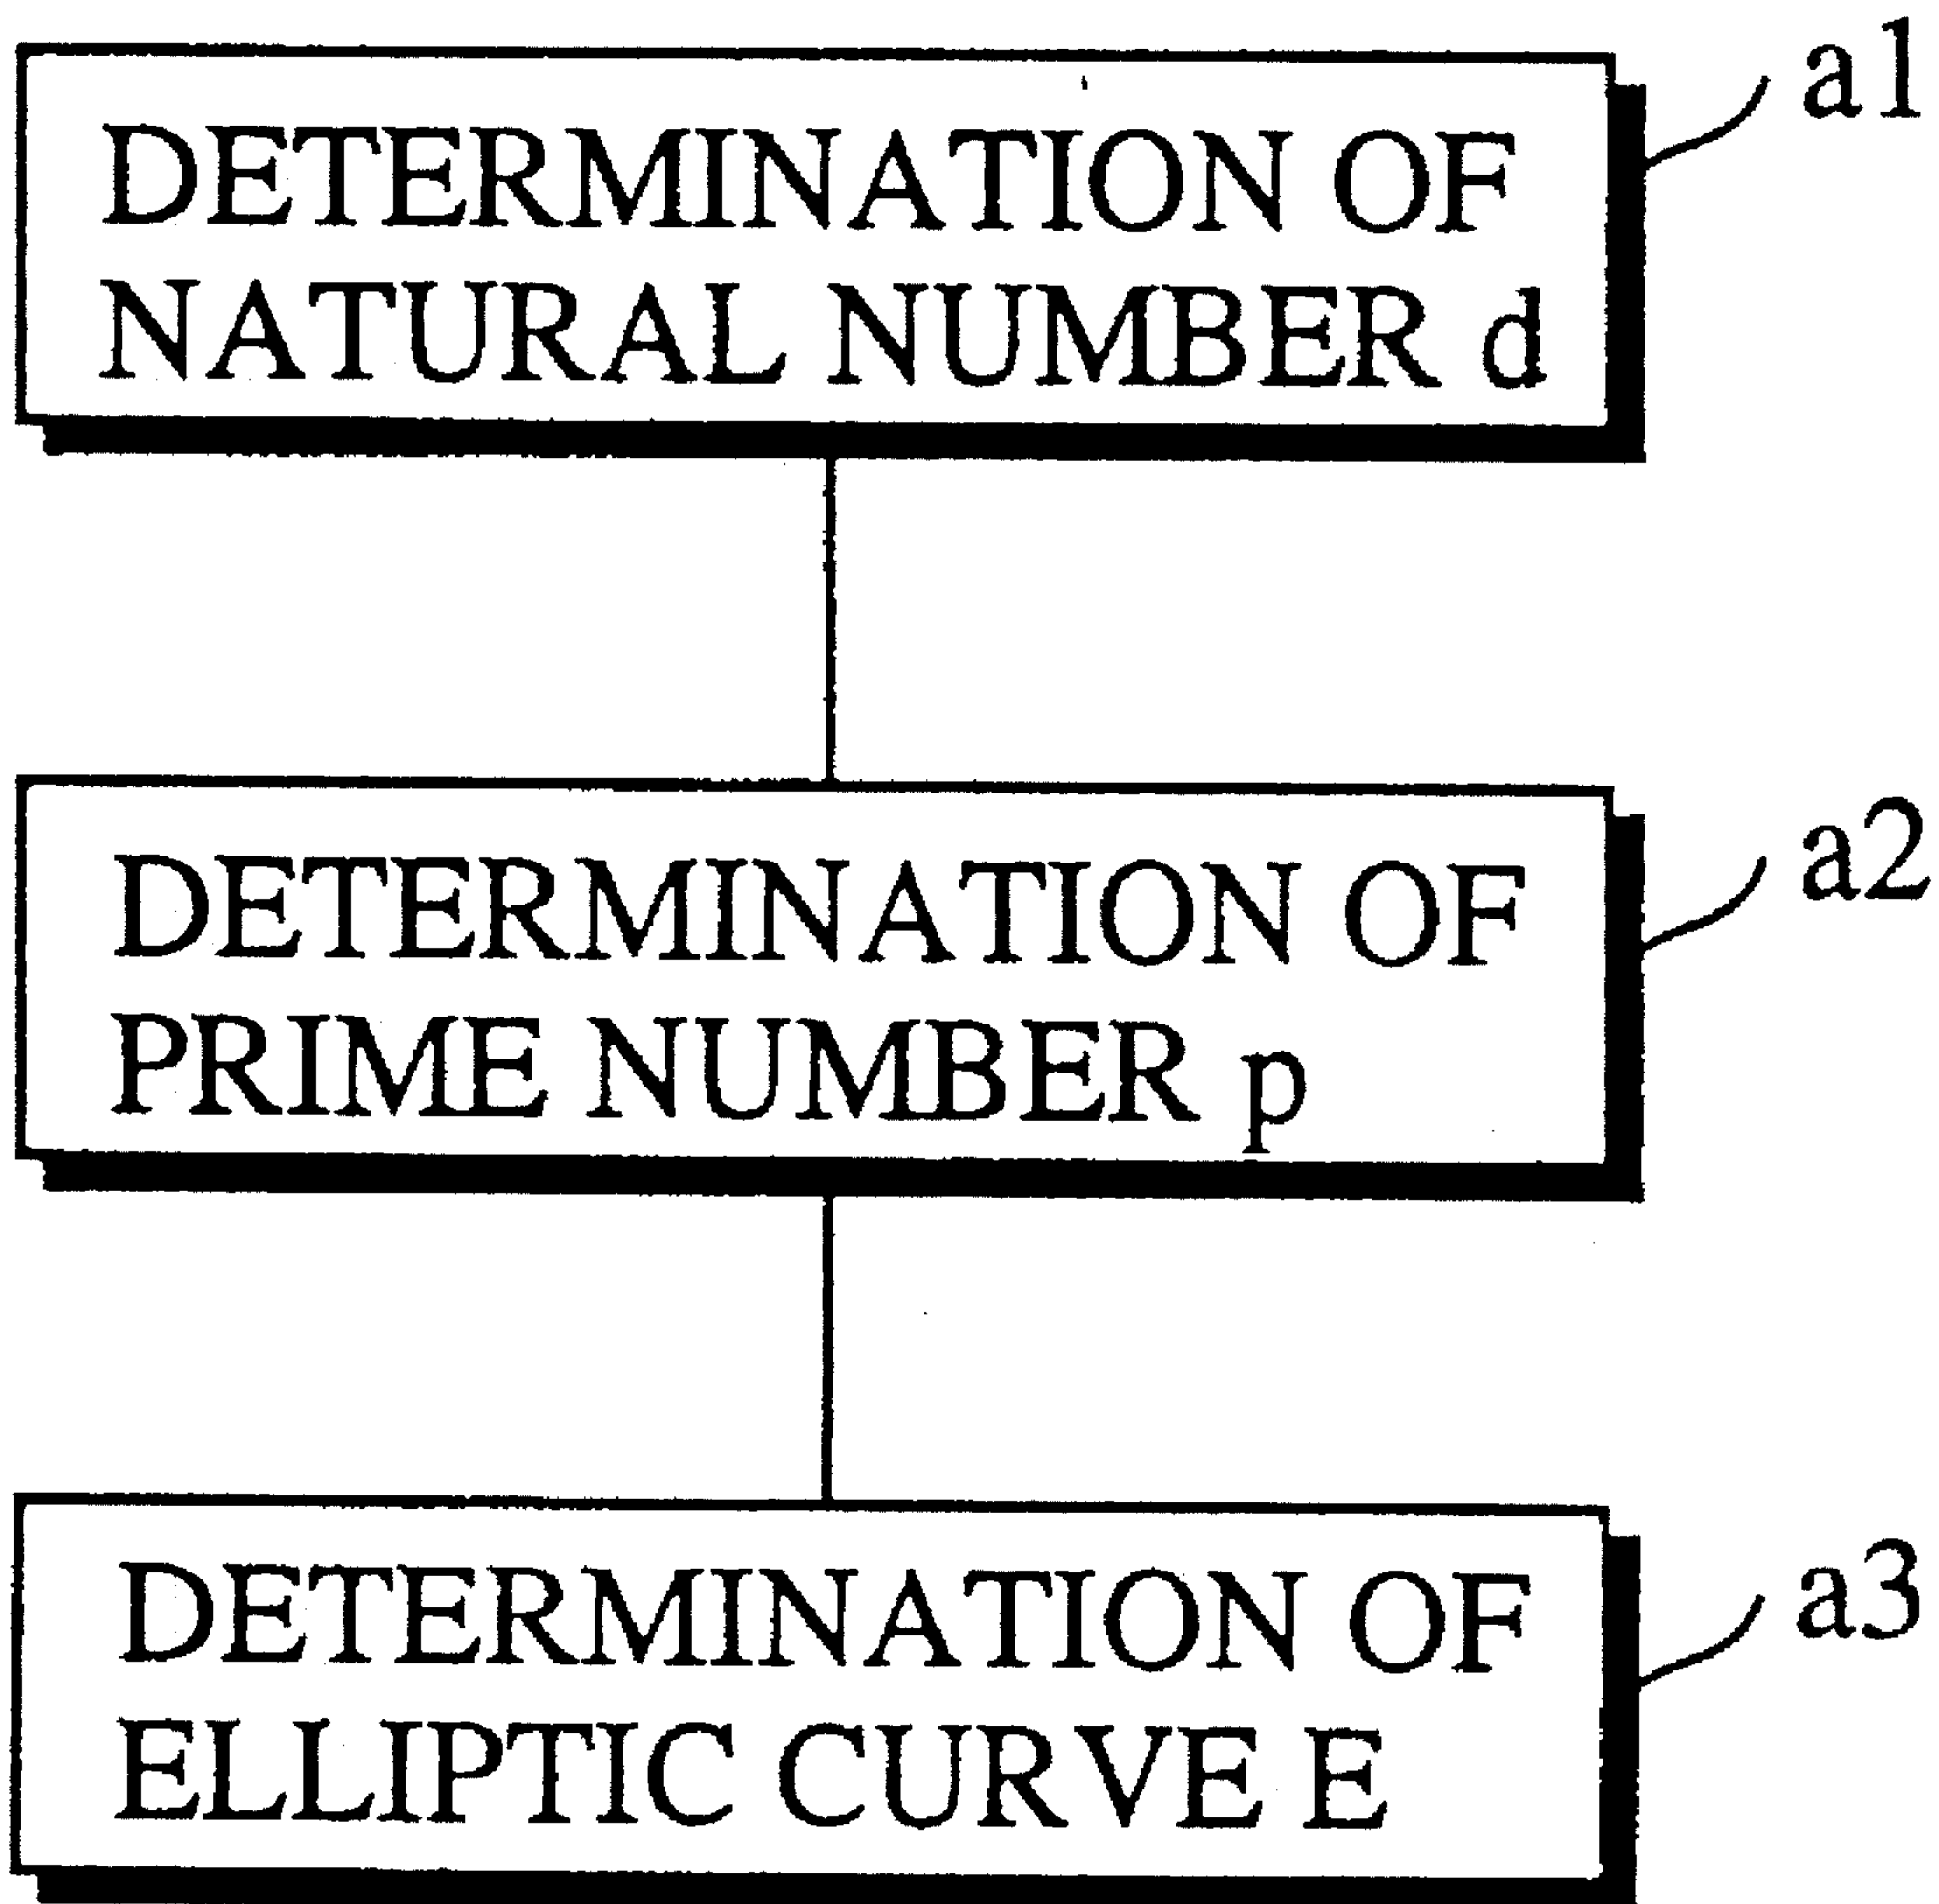 a1
DETERMINATION OF
NATURAL NUMBER d
a2
DETERMINATION OF
PRIME NUMBER p
a3
DETERMINATION OF
ELLIPTIC CURVE E